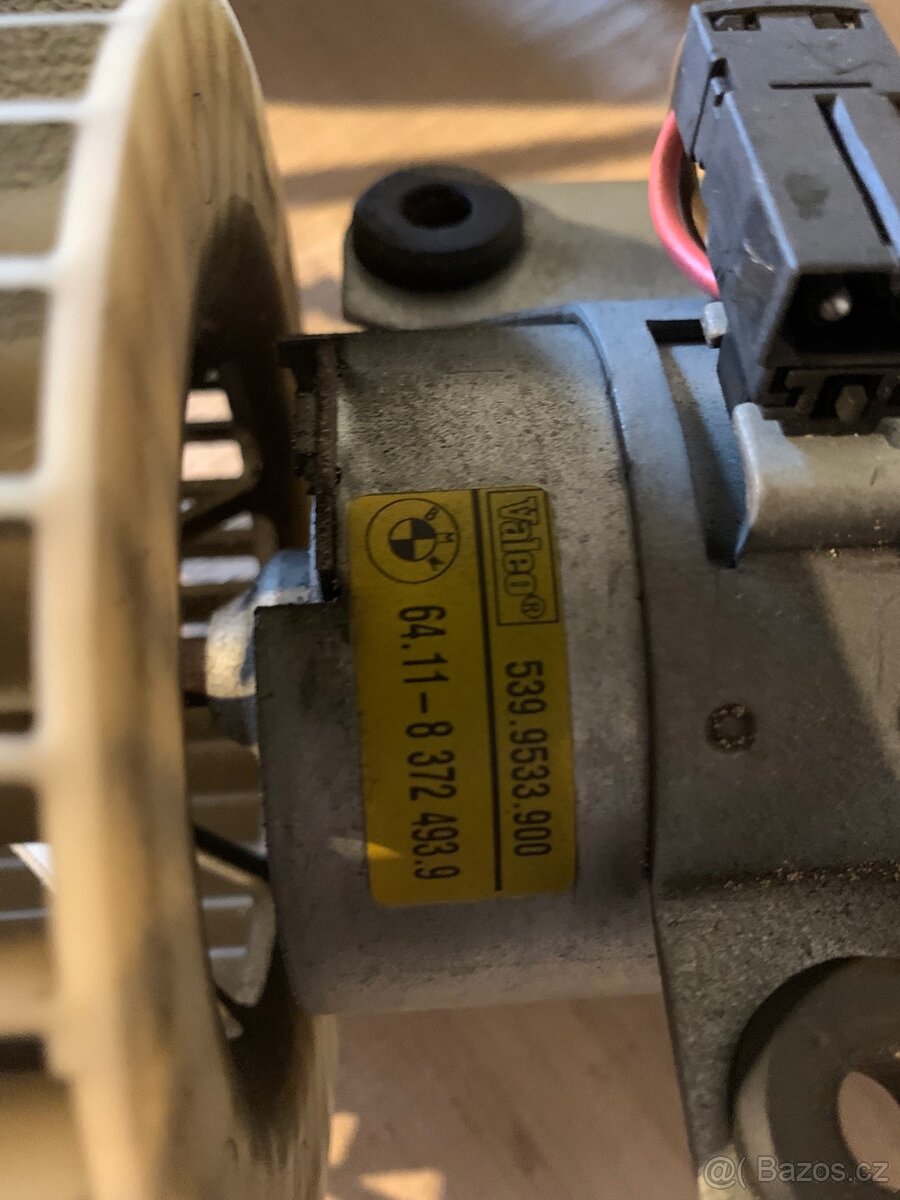 Valeo® 539.9533.900
BMW 64.11-8 372 493.9
@( Bazos.cz